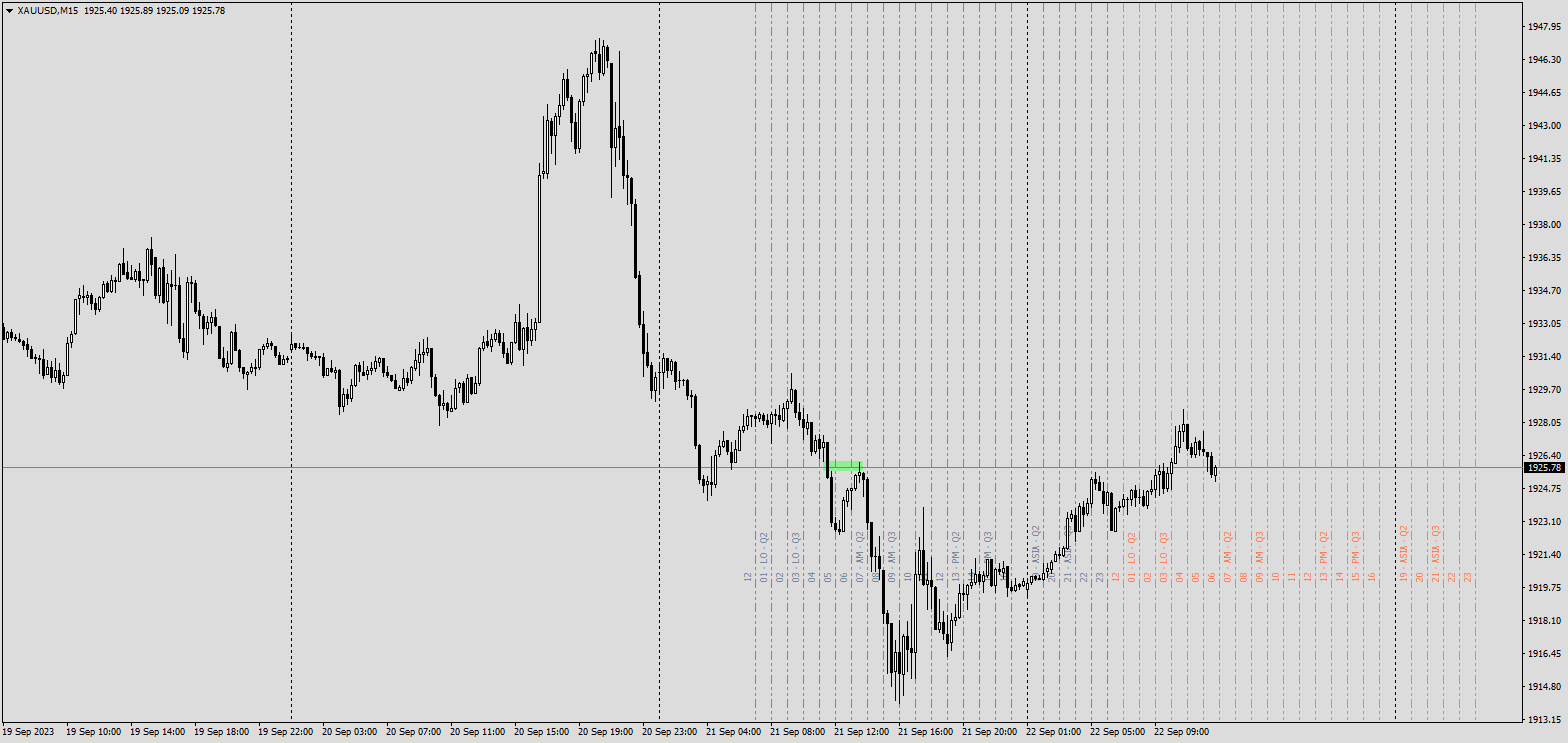 XAUUSD,M15 1925.40 1925.89 1925.09 1925.78
1947.95
1946.30
1944.65
1943.00
1941.35
1939.65
1938.00
1936.35
1934.70
1933.05
1931.40
1929.70
1928.05
1926.40
1925.78
1924.75
1923.10
1921.40
1919.75
1918.10
1916.45
1914.80
1913.15
12
01 - LO - Q2
02
03 - LO - Q3
04
05
06
07 - AM - Q2
08
09 - AM - Q3
10
12
13 - PM - Q2
PM - Q3
ASIA - Q2
20
21 - ASIA - Q3
22
23
12
01 - LO - Q2
02
03 - LO - Q3
04
05
06
07 - AM - Q2
08
09 - AM - Q3
10
11
12
13 - PM - Q2
14
15 - PM - Q3
16
19 - ASIA - Q2
20
21 - ASIA - Q3
22
23
19 Sep 2023 19 Sep 10:00 19 Sep 14:00 19 Sep 18:00 19 Sep 22:00 20 Sep 03:00 20 Sep 07:00 20 Sep 11:00 20 Sep 15:00 20 Sep 19:00 20 Sep 23:00 21 Sep 04:00 21 Sep 08:00 21 Sep 12:00 21 Sep 16:00 21 Sep 20:00 22 Sep 01:00 22 Sep 05:00 22 Sep 09:00